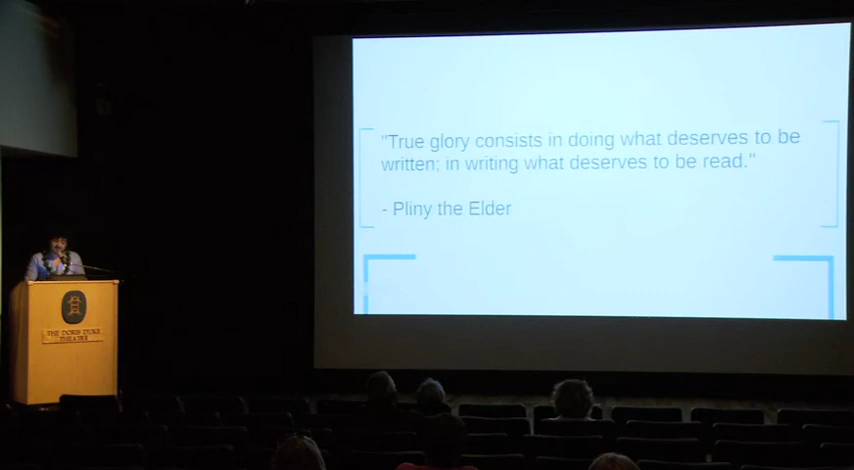 "True glory consists in doing what deserves to be
written; in writing what deserves to be read."
- Pliny the Elder
THE DORIS DUKE
THEATRE